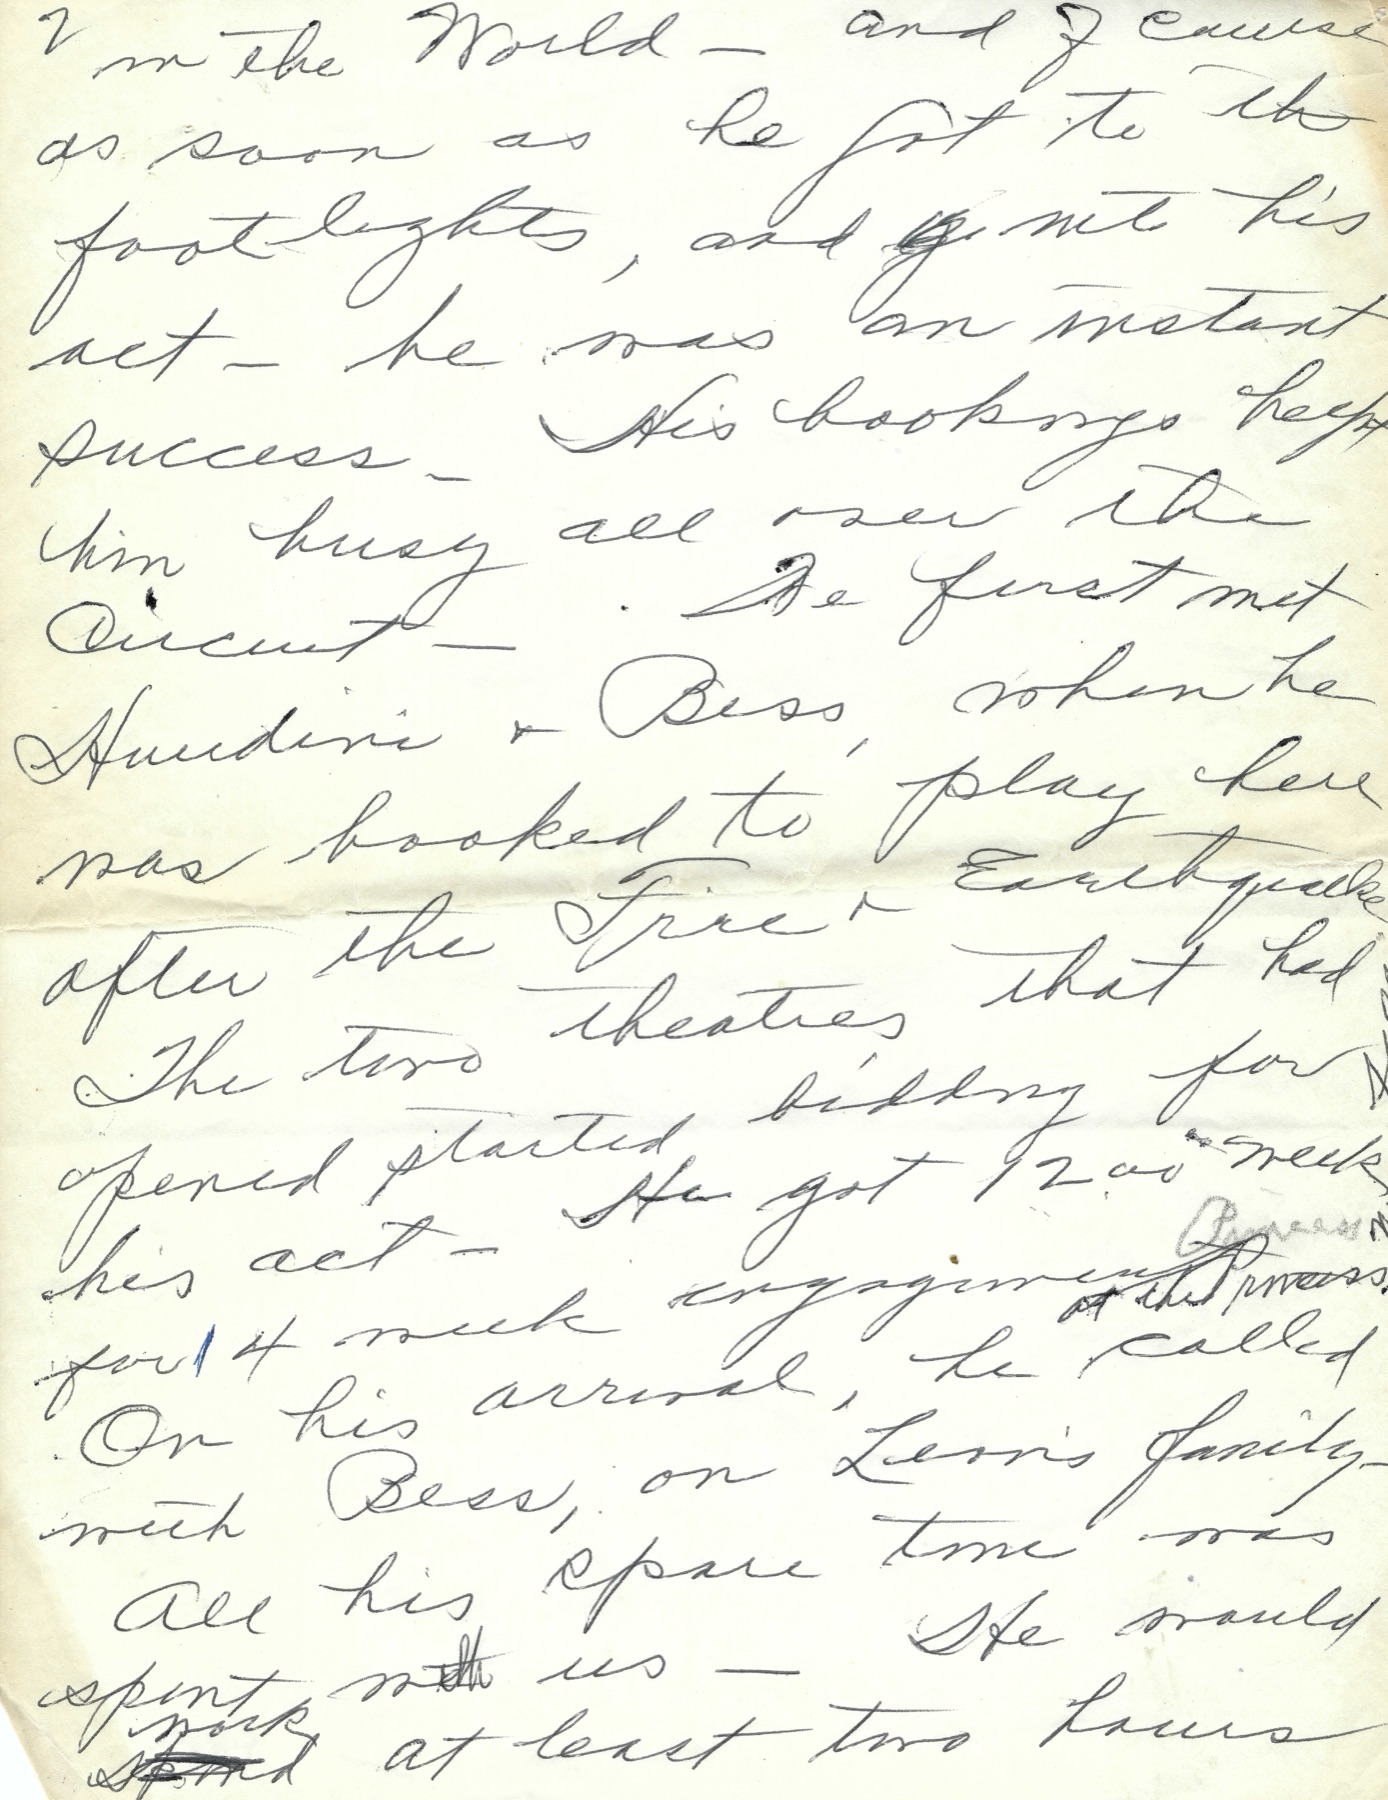 2
in the World — and of course
as soon as he got to th
footlights, and into his
act — he was an instant
success — His bookings kept
him busy all over the
Circuit — . He first met
Houdini + Bess, when he
was booked to play here
after the Fire + Earthquake.
The two theatres, that had
opened started bidding for
his act — He got 1200 week
Princess
for 4 week engagement
at the Princess.
On his arrival, he called
with Bess, on Leon's family —
All his spare time was
spent with us — He would
work
spend at least two hours